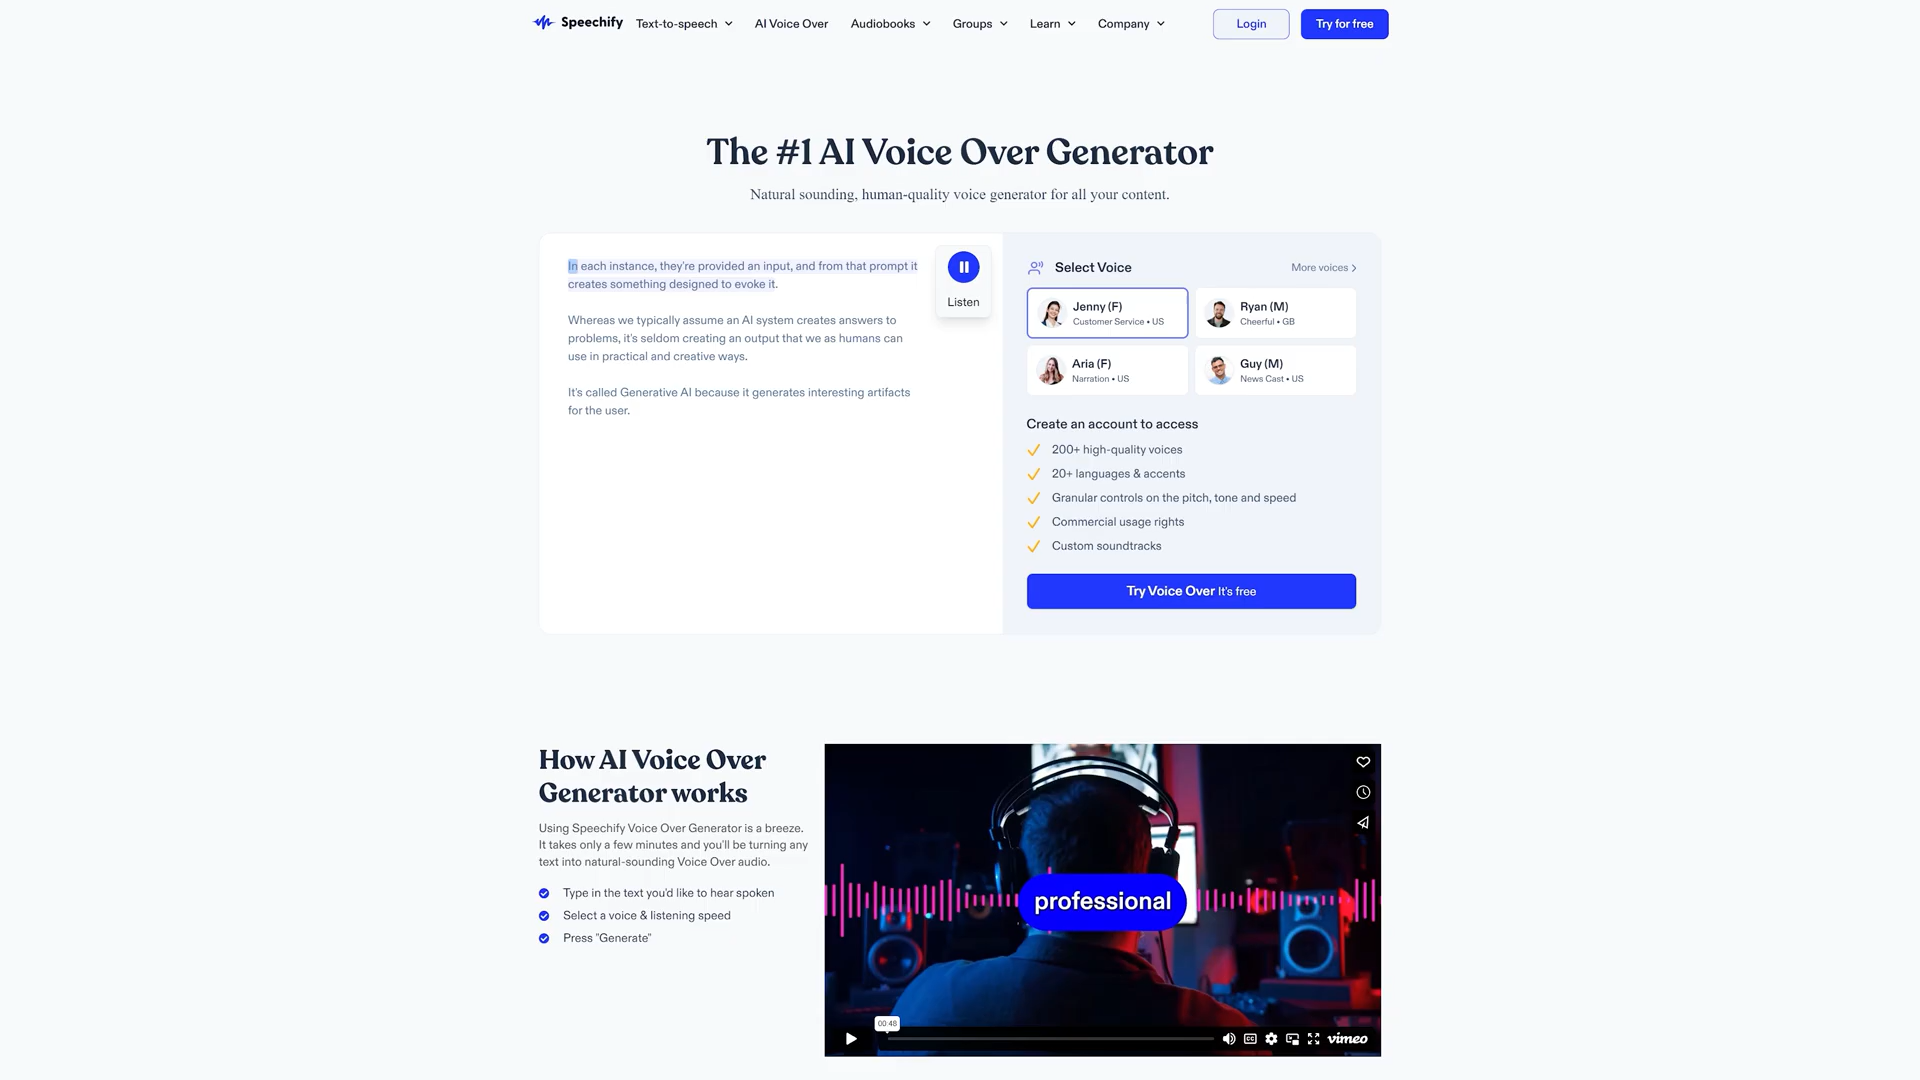 Speechify Text-to-speech AI Voice Over Audiobooks Groups Learn Company Login Try for free
The #1 AI Voice Over Generator
Natural sounding, human-quality voice generator for all your content.
In each instance, they're provided an input, and from that prompt it
creates something designed to evoke it.
Whereas we typically assume an AI system creates answers to
problems, it's seldom creating an output that we as humans can
use in practical and creative ways.
It's called Generative AI because it generates interesting artifacts
for the user.
Listen
Select Voice More voices
Jenny (F)
Customer Service • US
Ryan (M)
Cheerful • GB
Aria (F)
Narration • US
Guy (M)
News Cast • US
Create an account to access
200+ high-quality voices
20+ languages & accents
Granular controls on the pitch, tone and speed
Commercial usage rights
Custom soundtracks
Try Voice Over It's free
How AI Voice Over
Generator works
Using Speechify Voice Over Generator is a breeze.
It takes only a few minutes and you'll be turning any
text into natural-sounding Voice Over audio.
Type in the text you'd like to hear spoken
Select a voice & listening speed
Press "Generate"
professional
00:48
CC
vimeo